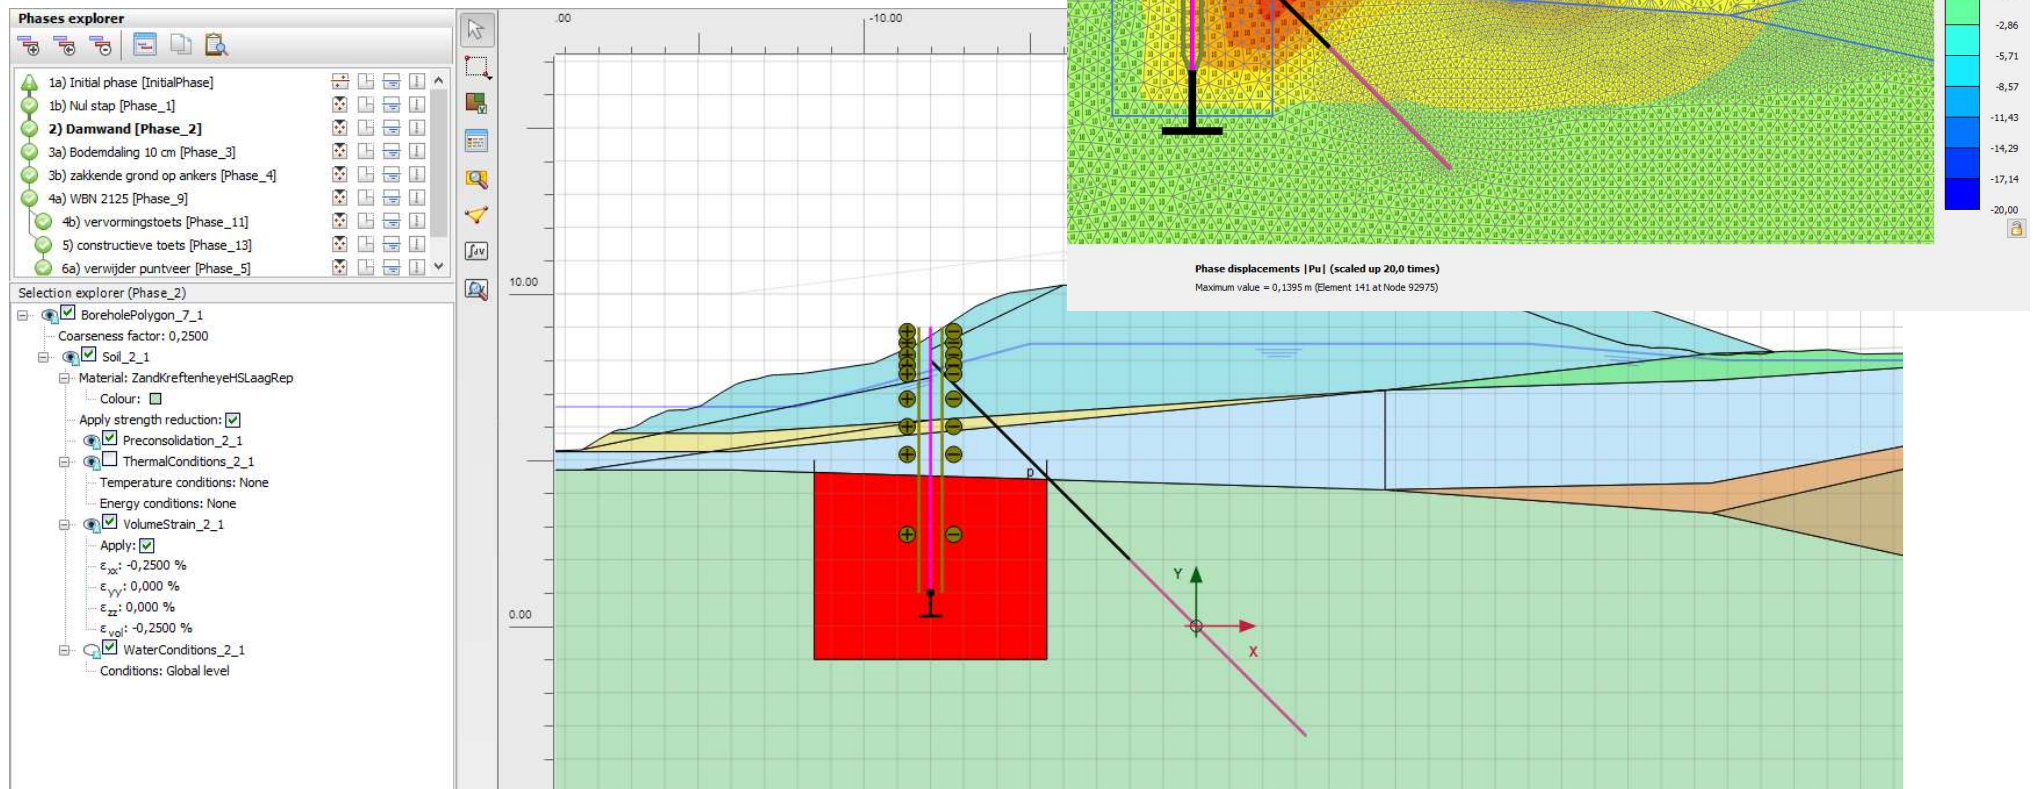 Phases explorer
1a) Initial phase [InitialPhase]
1b) Nul stap [Phase_1]
2) Damwand [Phase_2]
3a) Bodemdaling 10 cm [Phase_3]
3b) zakkende grond op ankers [Phase_4]
4a) WBN 2125 [Phase_9]
4b) vervormingstoets [Phase_11]
5) constructieve toets [Phase_13]
6a) verwijder puntveer [Phase_5]
Selection explorer (Phase_2)
BoreholePolygon_7_1
Coarseness factor: 0,2500
Soil_2_1
Material: ZandKreftenheyeHSLaagRep
Colour:
Apply strength reduction:
Preconsolidation_2_1
ThermalConditions_2_1
Temperature conditions: None
Energy conditions: None
VolumeStrain_2_1
Apply:
εxx: -0,2500 %
εyy: 0,000 %
εzz: 0,000 %
εvol: -0,2500 %
WaterConditions_2_1
Conditions: Global level
∫dv
.00
-10.00
10.00
0.00
p
Y
X
-2,86
-5,71
-8,57
-11,43
-14,29
-17,14
-20,00
Phase displacements |Pu| (scaled up 20,0 times)
Maximum value = 0,1395 m (Element 141 at Node 92975)